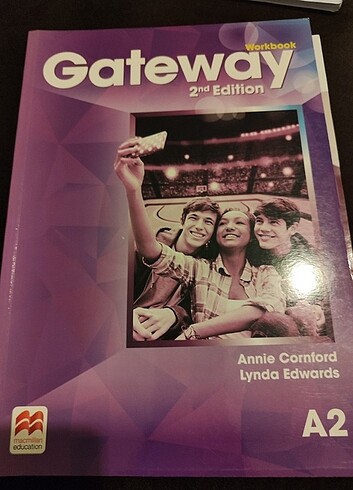 Workbook
Gateway
2nd Edition
Annie Cornford
Lynda Edwards
macmillan
education
A2